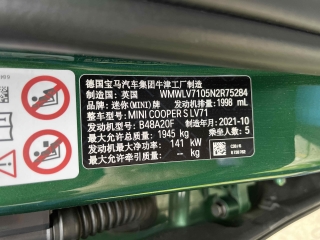 德国宝马汽车集团牛津工厂制造
制造国：英国 WMWLV7105N2R75284
品牌：迷你(MINI)牌 发动机排量：1998 mL
整车型号：MINI COOPER S LV71
发动机型号：B48A20F 制造年月：2021-10
最大允许总质量：1945 kg 乘坐人数：5
最大净功率：141 kW
最大允许牵引质量：-- kg